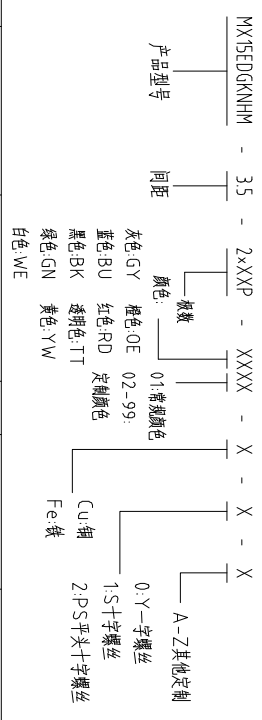 MX15EDGKNHM - 3.5 - 2×XXP - XXXX - X - X - X
产品型号
间距
极数
颜色:
灰色:GY 橙色:OE
蓝色:BU 红色:RD
黑色:BK 透明色:TT
绿色:GN 黄色:YW
白色:WE
01:常规颜色
02-99:
定制颜色
Cu:铜
Fe:铁
0:Y一字螺丝
1:S十字螺丝
2:PS平头十字螺丝
A-Z其他定制